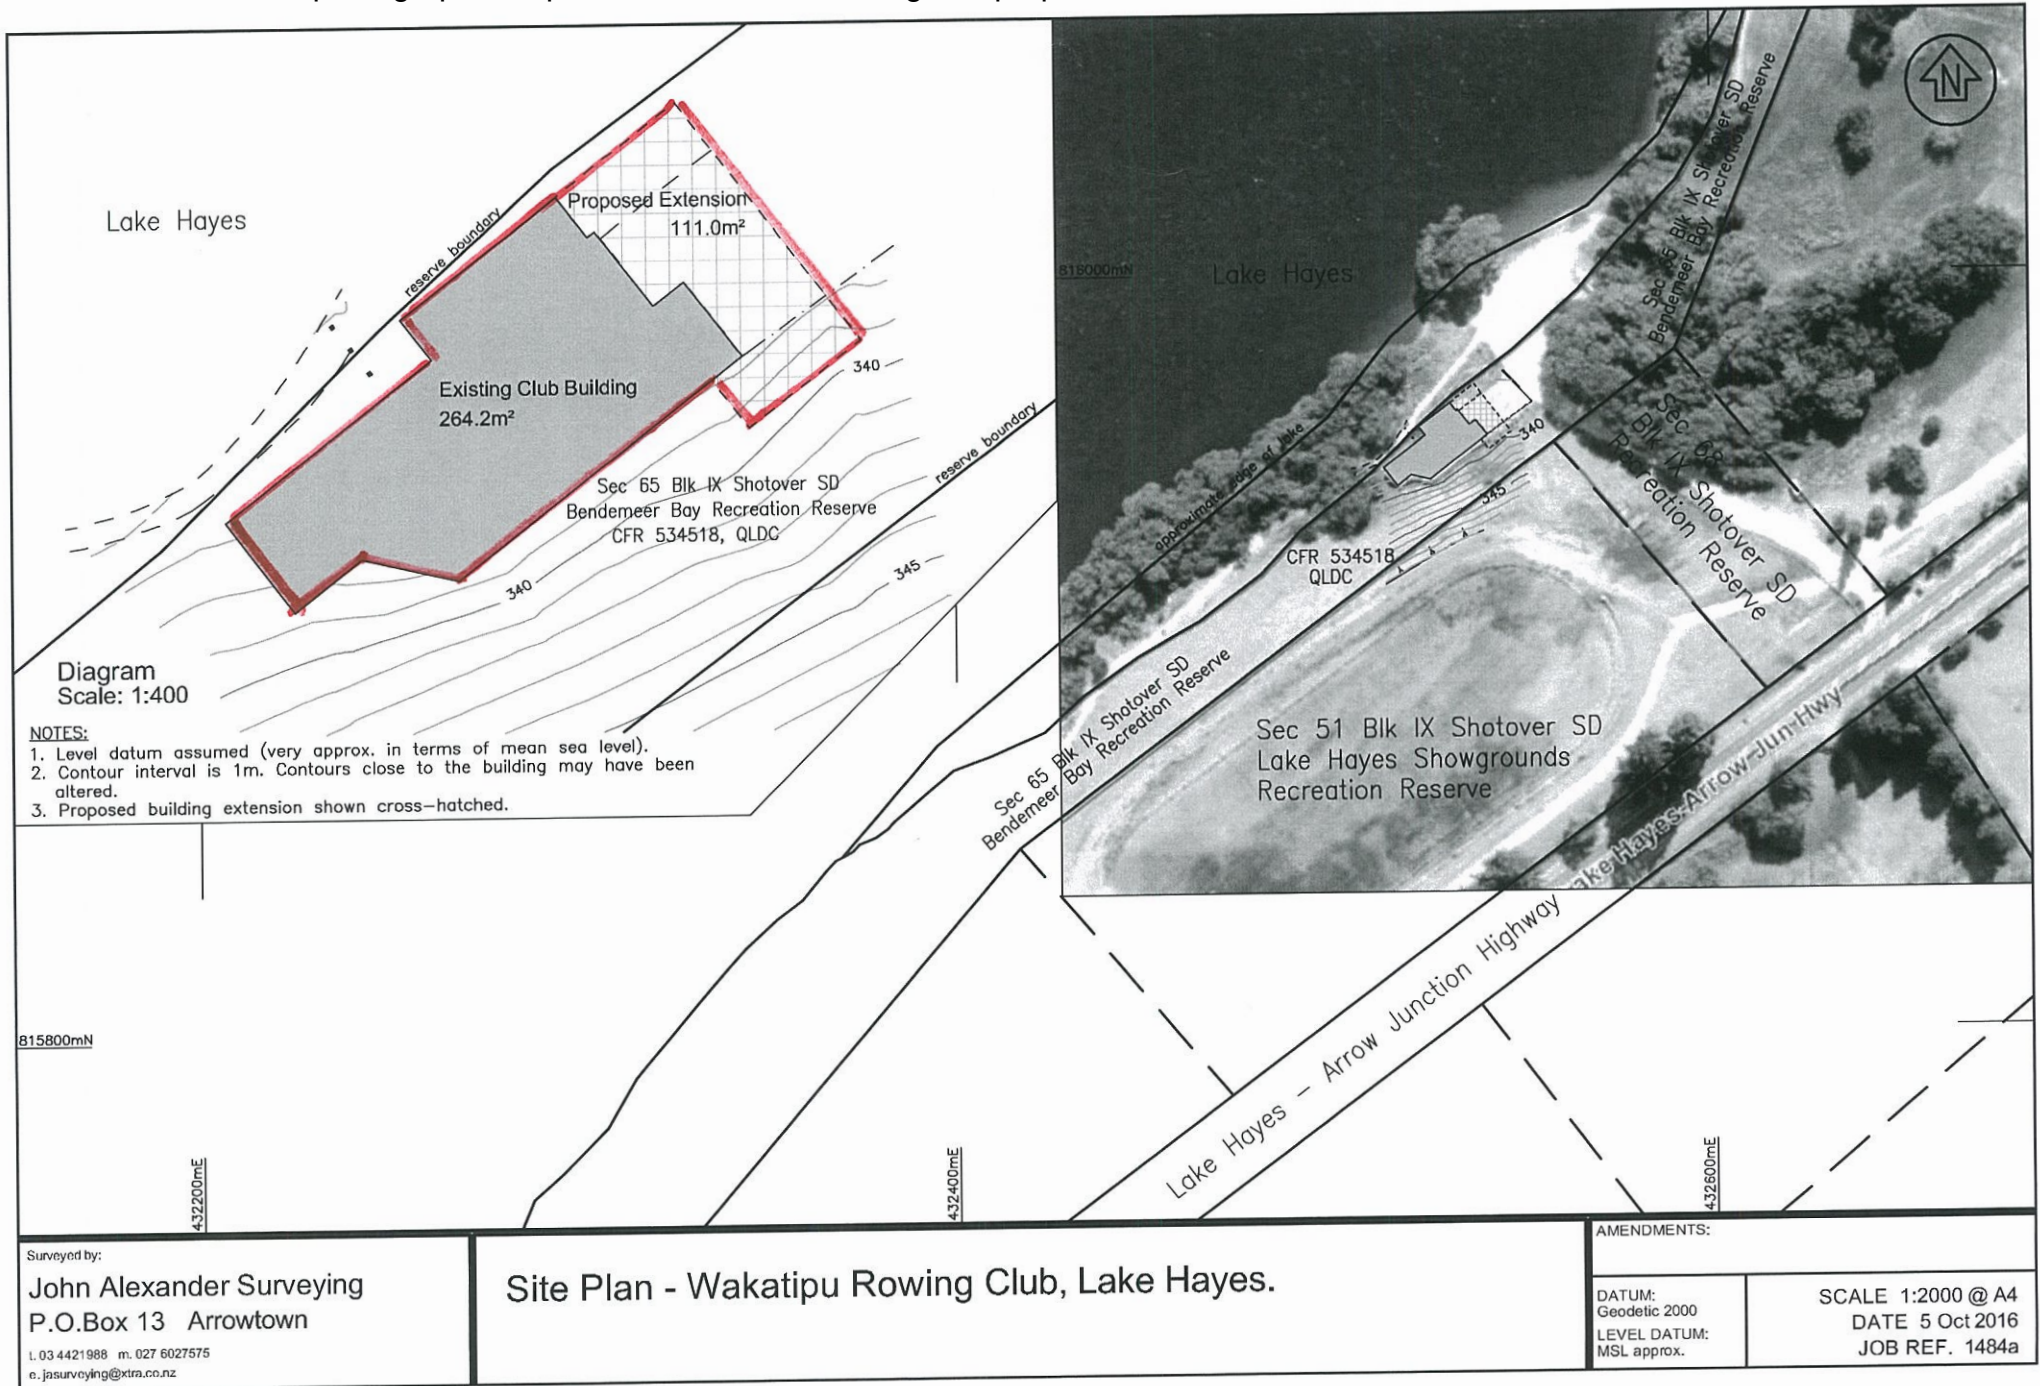 Lake Hayes
reserve boundary
Proposed Extension
111.0m²
Existing Club Building
264.2m²
340
Sec 65 Blk IX Shotover SD
Bendemeer Bay Recreation Reserve
CFR 534518, QLDC
reserve boundary
340
345
Diagram
Scale: 1:400
NOTES:
1. Level datum assumed (very approx. in terms of mean sea level).
2. Contour interval is 1m. Contours close to the building may have been
altered.
3. Proposed building extension shown cross-hatched.
N
816000mN
Lake Hayes
Sec 65 Blk IX Shotover SD
Bendemeer Bay Recreation Reserve
approximate edge of lake
340
345
Sec 68
Blk IX Shotover SD
Recreation Reserve
CFR 534518
QLDC
Sec 65 Blk IX Shotover SD
Bendemeer Bay Recreation Reserve
Sec 51 Blk IX Shotover SD
Lake Hayes Showgrounds
Recreation Reserve
Lake Hayes-Arrow-Jun-Hwy
Lake Hayes - Arrow Junction Highway
815800mN
432200mE
432400mE
432600mE
Surveyed by:
John Alexander Surveying
P.O.Box 13 Arrowtown
t. 03 4421988 m. 027 6027575
e. jasurveying@xtra.co.nz
Site Plan - Wakatipu Rowing Club, Lake Hayes.
AMENDMENTS:
DATUM:
Geodetic 2000
LEVEL DATUM:
MSL approx.
SCALE 1:2000 @ A4
DATE 5 Oct 2016
JOB REF. 1484a